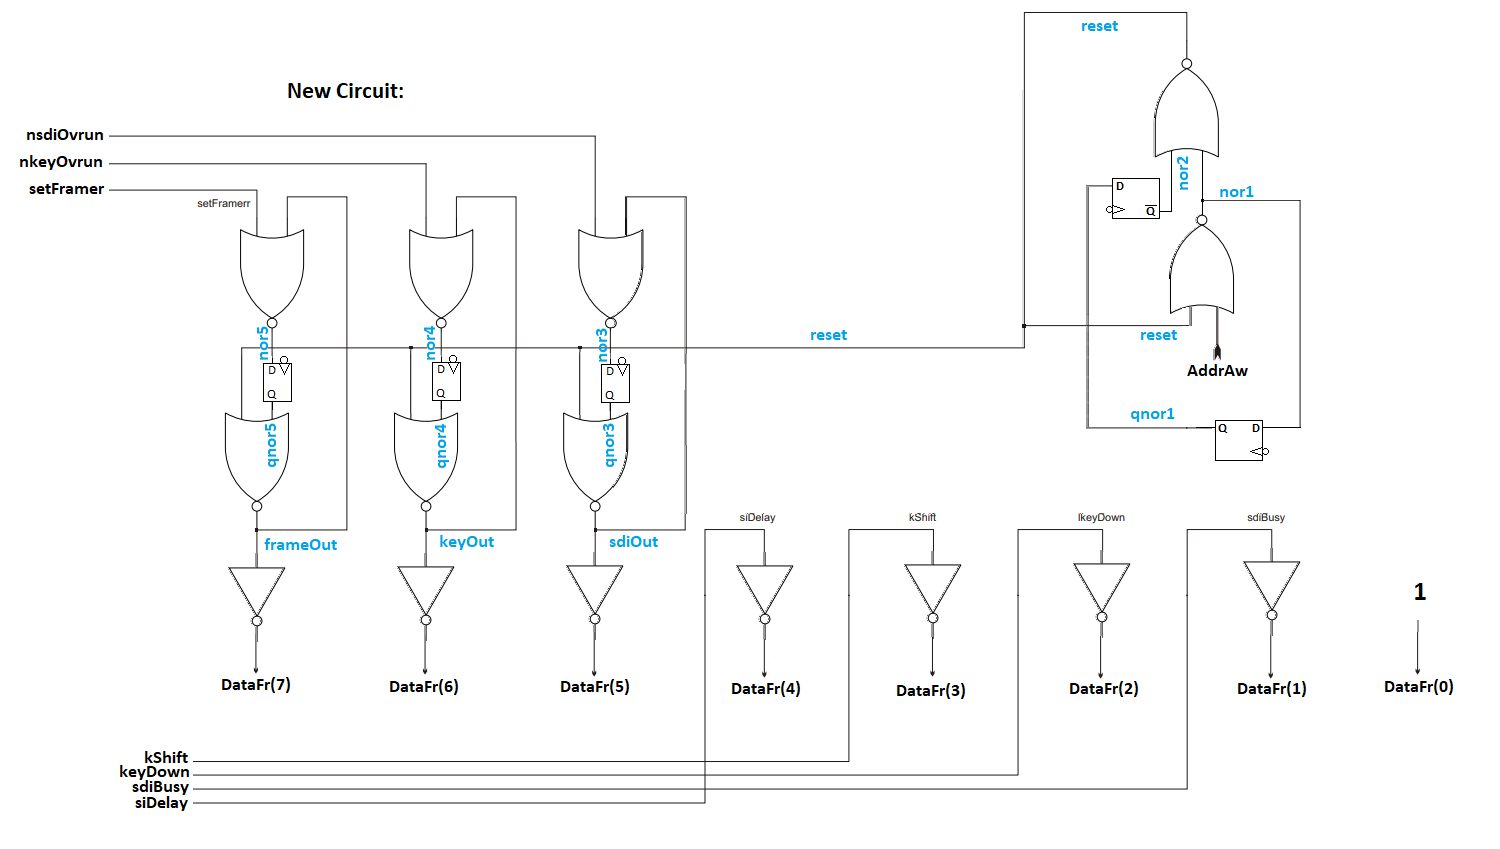 reset
New Circuit:
nsdiOvrun
nkeyOvrun
setFramer
setFramerr
nor2
D
Q
nor1
nor5
nor4
nor3
reset
reset
AddrAw
D
Q
D
Q
D
Q
qnor1
Q D
qnor5
qnor4
qnor3
frameOut
keyOut
sdiOut
siDelay
kShift
lkeyDown
sdiBusy
1
DataFr(7)
DataFr(6)
DataFr(5)
DataFr(4)
DataFr(3)
DataFr(2)
DataFr(1)
DataFr(0)
kShift
keyDown
sdiBusy
siDelay